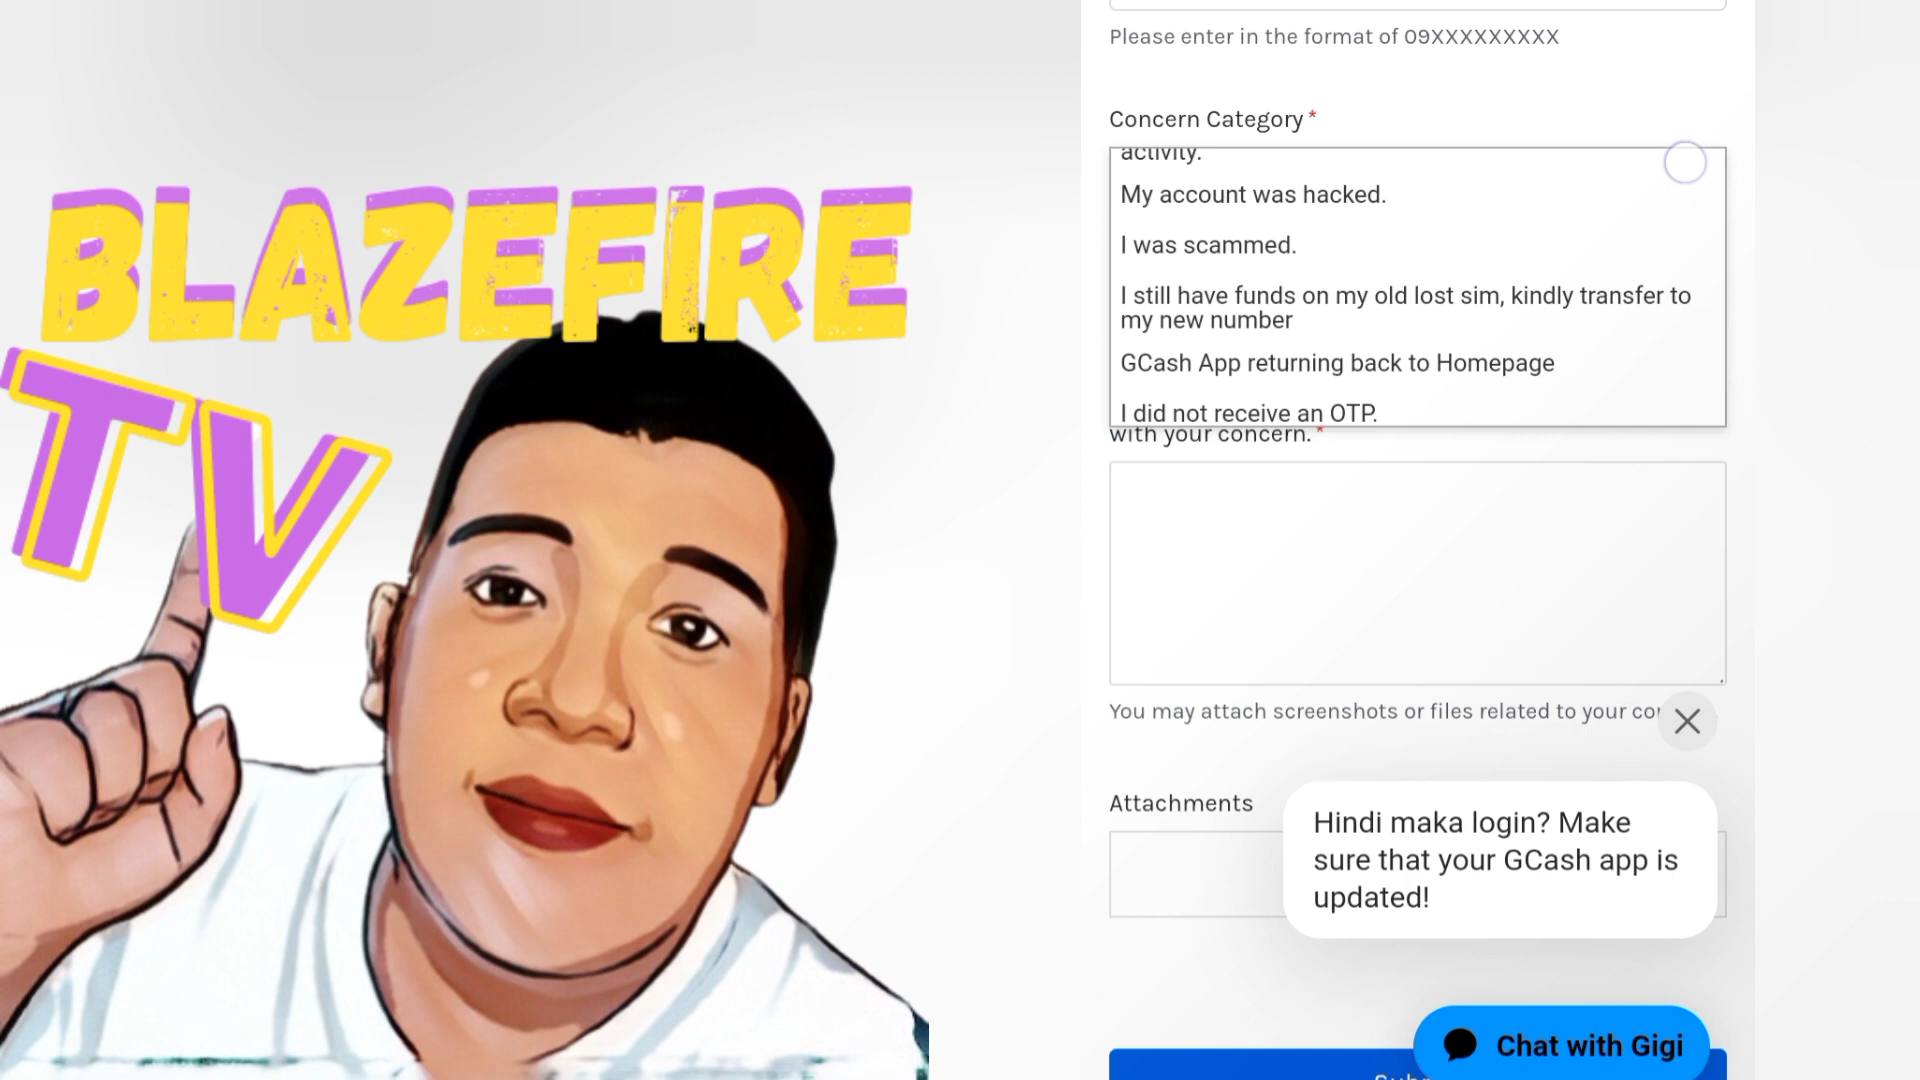 BLAZEFIRE
TV
Please enter in the format of 09XXXXXXXXX
Concern Category *
activity.
My account was hacked.
I was scammed.
I still have funds on my old lost sim, kindly transfer to
my new number
GCash App returning back to Homepage
I did not receive an OTP.
with your concern. *
You may attach screenshots or files related to your
Attachments
Hindi maka login? Make
sure that your GCash app is
updated!
Chat with Gigi